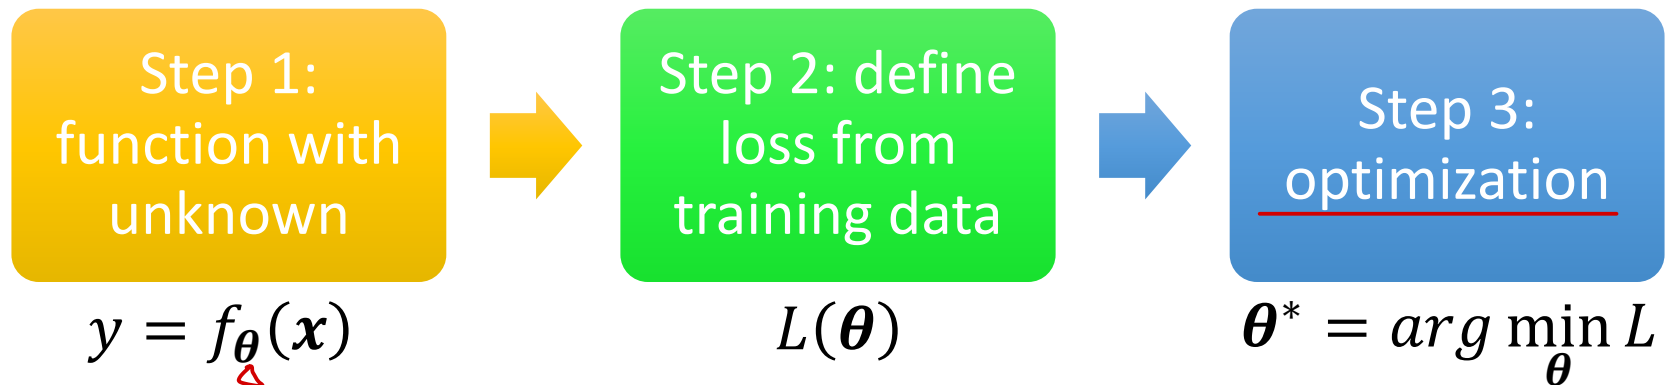 Step 1:
function with
unknown
Step 2: define
loss from
training data
Step 3:
optimization
y = f_θ(x)
L(θ)
θ* = arg min_θ L